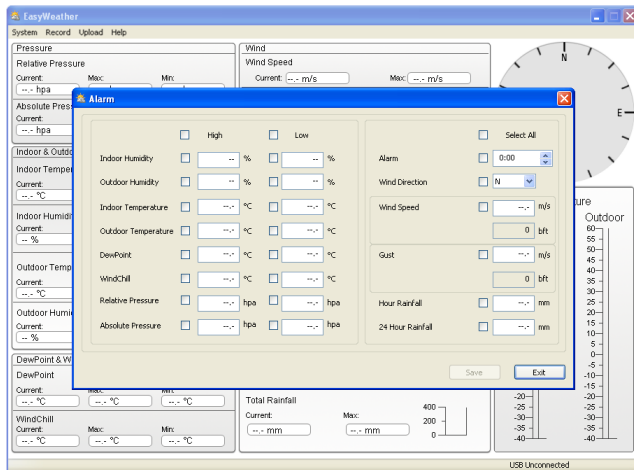 EasyWeather
System Record Upload Help
Pressure
Relative Pressure
Current: Max: Min:
--.- hpa
Absolute Pres
Current:
--.- hpa
Wind
Wind Speed
Current: --.- m/s Max: --.- m/s
N
E
Alarm
High Low
Indoor Humidity -- % -- %
Outdoor Humidity -- % -- %
Indoor Temperature --.- °C --.- °C
Outdoor Temperature --.- °C --.- °C
DewPoint --.- °C --.- °C
WindChill --.- °C --.- °C
Relative Pressure --.- hpa --.- hpa
Absolute Pressure --.- hpa --.- hpa
Select All
Alarm 0:00
Wind Direction N
Wind Speed --.- m/s
0 bft
Gust --.- m/s
0 bft
Hour Rainfall --.- mm
24 Hour Rainfall --.- mm
Save Exit
Indoor & Outdo
Indoor Temper
Current:
--.- °C
Indoor Humidi
Current:
-- %
Outdoor Temp
Current:
--.- °C
Outdoor Humi
Current:
-- %
DewPoint & W
DewPoint
Current: Max: Min:
--.- °C --.- °C --.- °C
WindChill
Current: Max: Min:
--.- °C --.- °C --.- °C
Total Rainfall
Current: Max:
--.- mm --.- mm
400
200
0
ure
Outdoor
60
55
50
45
40
35
30
25
20
15
10
5
0
-5
-10
-15
-20 -20
-25 -25
-30 -30
-35 -35
-40 -40
USB Unconnected